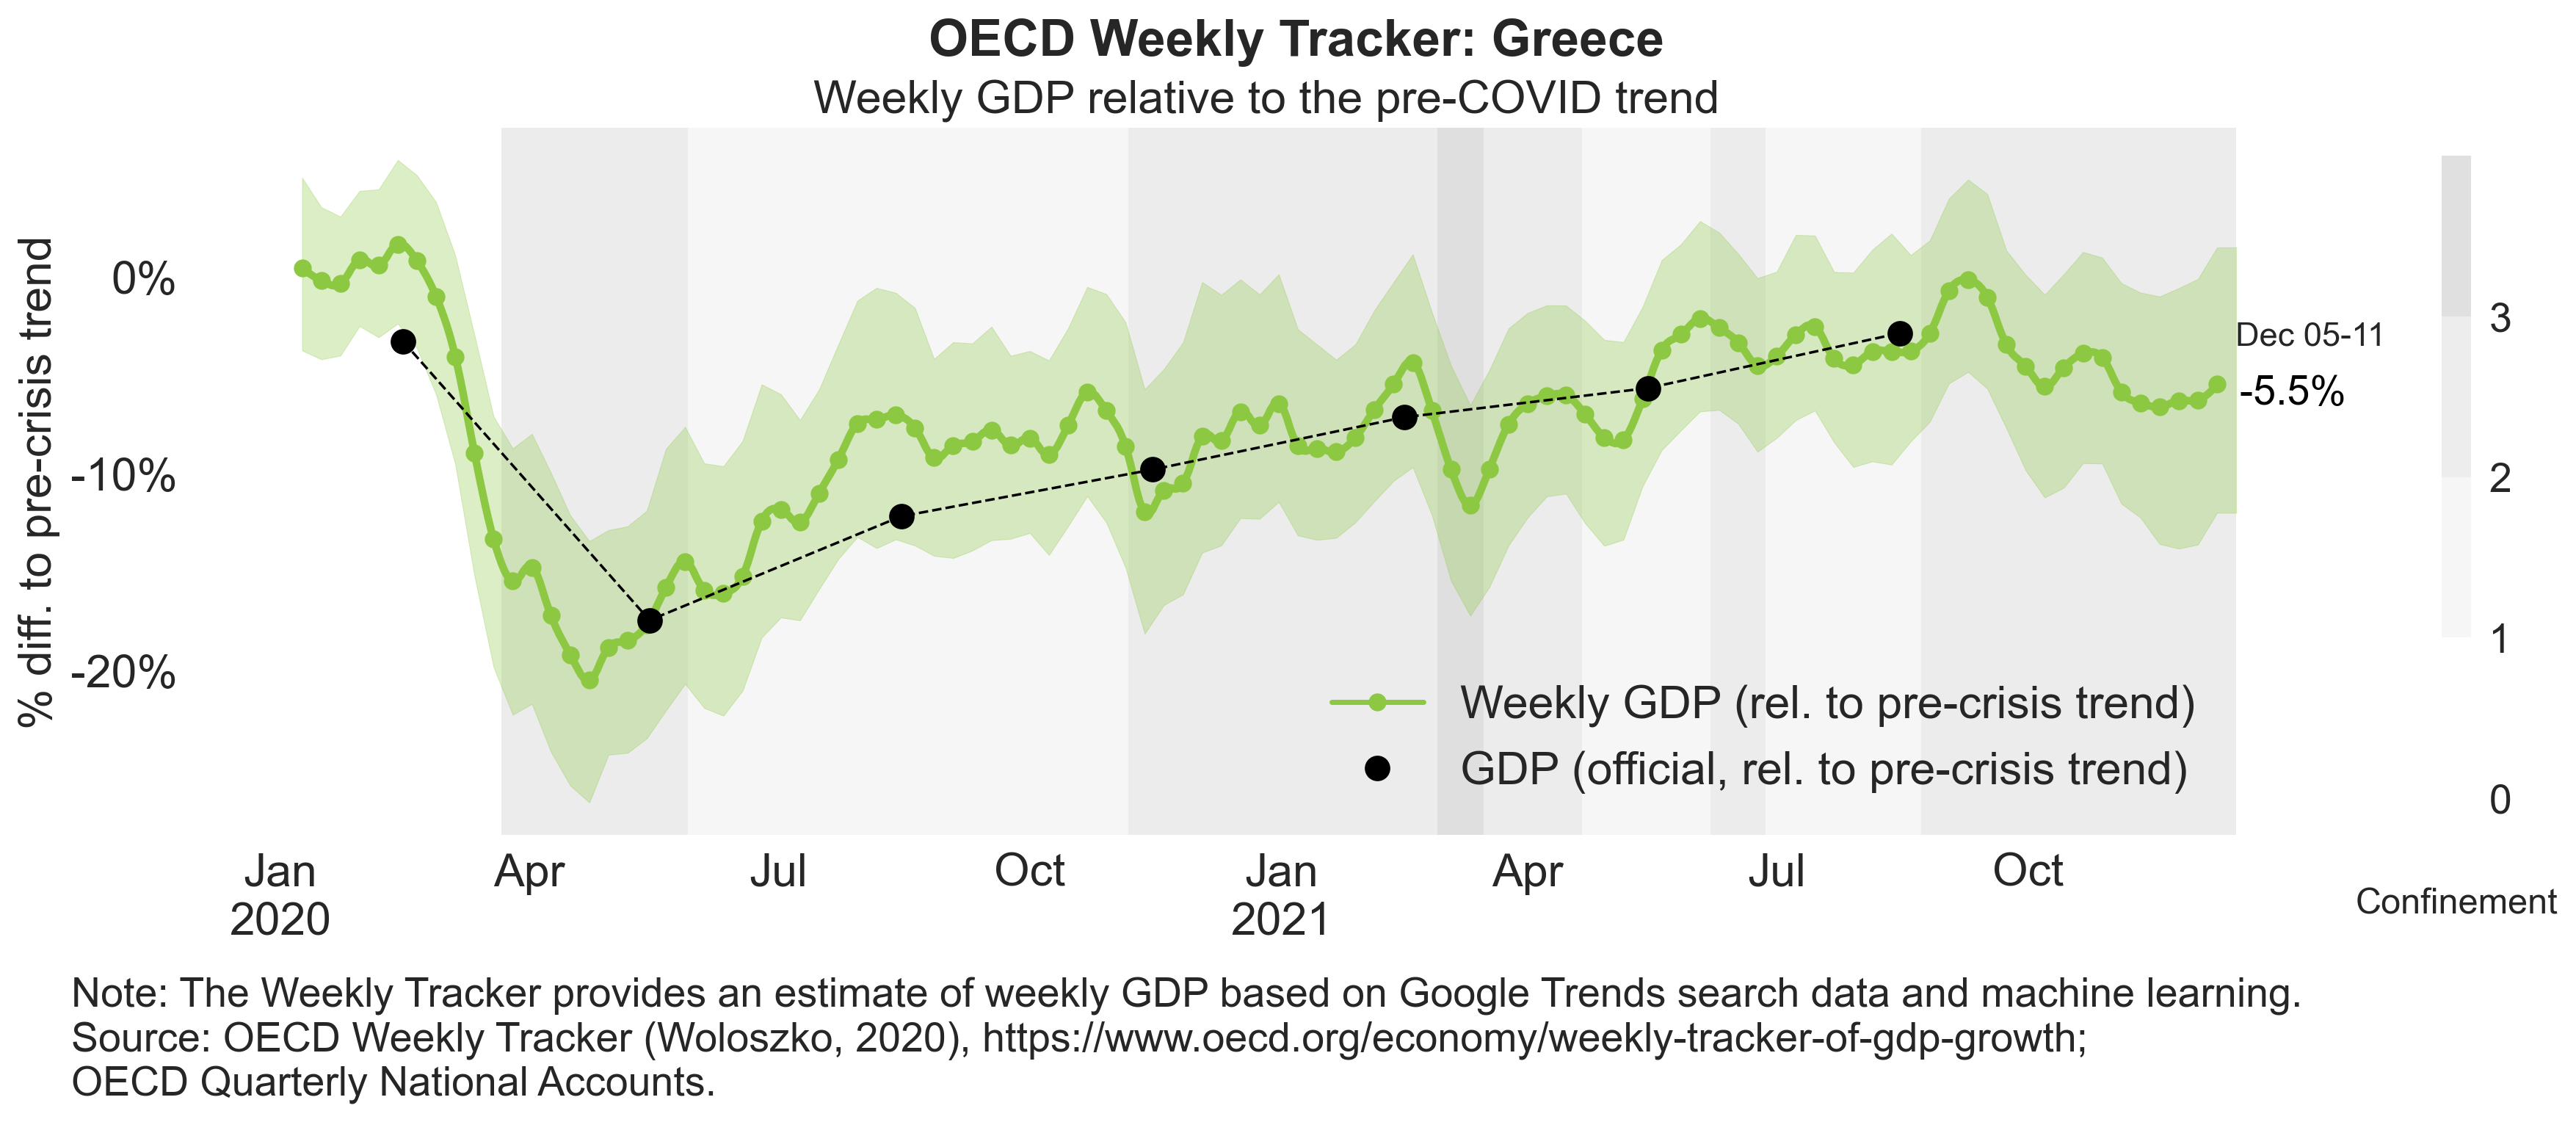 OECD Weekly Tracker: Greece
Weekly GDP relative to the pre-COVID trend
% diff. to pre-crisis trend
0%
-10%
-20%
Dec 05-11
-5.5%
3
2
1
0
Confinement
Weekly GDP (rel. to pre-crisis trend)
GDP (official, rel. to pre-crisis trend)
Jan Apr Jul Oct Jan Apr Jul Oct
2020 2021
Note: The Weekly Tracker provides an estimate of weekly GDP based on Google Trends search data and machine learning.
Source: OECD Weekly Tracker (Woloszko, 2020), https://www.oecd.org/economy/weekly-tracker-of-gdp-growth;
OECD Quarterly National Accounts.